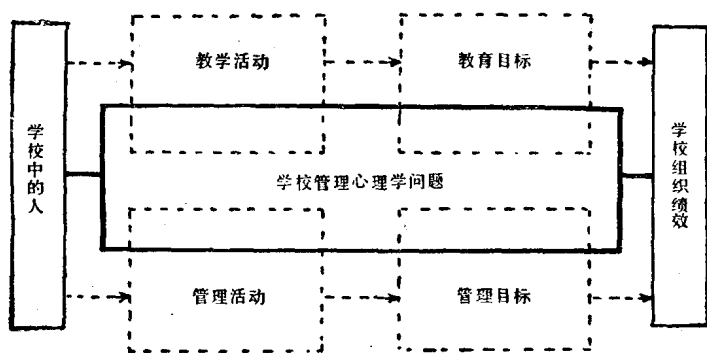 教学活动
教育目标
学校中的人
学校管理心理学问题
学校组织绩效
管理活动
管理目标